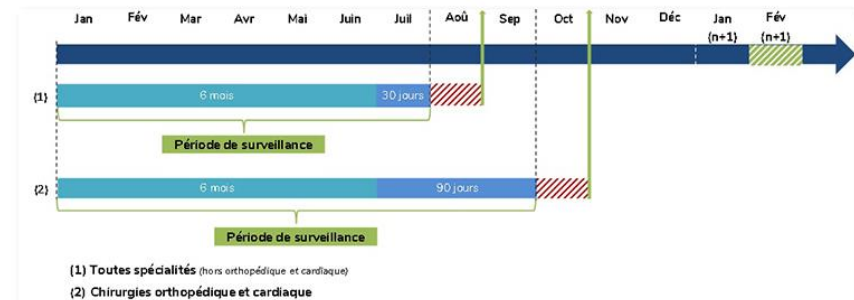 Jan Fév Mar Avr Mai Juin Juil Aoû Sep Oct Nov Déc Jan Fév
(n+1) (n+1)
(1) 6 mois 30 jours
Période de surveillance
(2) 6 mois 90 jours
Période de surveillance
(1) Toutes spécialités (hors orthopédique et cardiaque)
(2) Chirurgies orthopédique et cardiaque